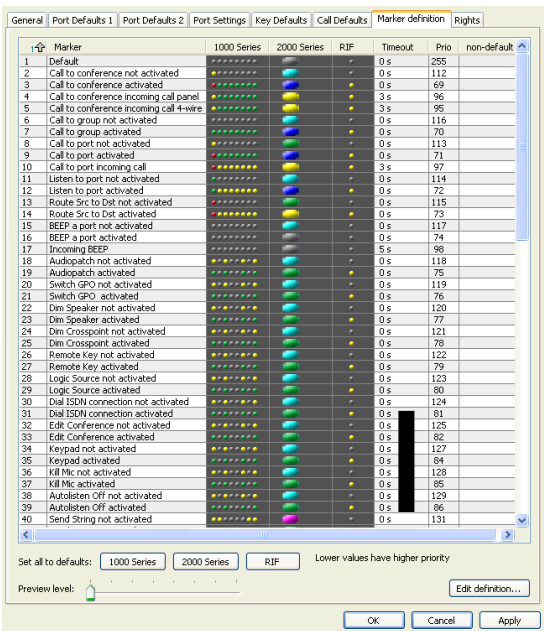 General Port Defaults 1 Port Defaults 2 Port Settings Key Defaults Call Defaults Marker definition Rights
1 Marker 1000 Series 2000 Series RIF Timeout Prio non-default
1 Default 0 s 255
2 Call to conference not activated 0 s 112
3 Call to conference activated 0 s 69
4 Call to conference incoming call panel 3 s 96
5 Call to conference incoming call 4-wire 3 s 95
6 Call to group not activated 0 s 116
7 Call to group activated 0 s 70
8 Call to port not activated 0 s 113
9 Call to port activated 0 s 71
10 Call to port incoming call 3 s 97
11 Listen to port not activated 0 s 114
12 Listen to port activated 0 s 72
13 Route Src to Dst not activated 0 s 115
14 Route Src to Dst activated 0 s 73
15 BEEP a port not activated 0 s 117
16 BEEP a port activated 0 s 74
17 Incoming BEEP 5 s 98
18 Audiopatch not activated 0 s 118
19 Audiopatch activated 0 s 75
20 Switch GPO not activated 0 s 119
21 Switch GPO activated 0 s 76
22 Dim Speaker not activated 0 s 120
23 Dim Speaker activated 0 s 77
24 Dim Crosspoint not activated 0 s 121
25 Dim Crosspoint activated 0 s 78
26 Remote Key not activated 0 s 122
27 Remote Key activated 0 s 79
28 Logic Source not activated 0 s 123
29 Logic Source activated 0 s 80
30 Dial ISDN connection not activated 0 s 124
31 Dial ISDN connection activated 0 s 81
32 Edit Conference not activated 0 s 125
33 Edit Conference activated 0 s 82
34 Keypad not activated 0 s 127
35 Keypad activated 0 s 84
36 Kill Mic not activated 0 s 128
37 Kill Mic activated 0 s 85
38 Autolisten Off not activated 0 s 129
39 Autolisten Off activated 0 s 86
40 Send String not activated 0 s 131
Set all to defaults: 1000 Series 2000 Series RIF Lower values have higher priority
Preview level: Edit definition...
OK Cancel Apply